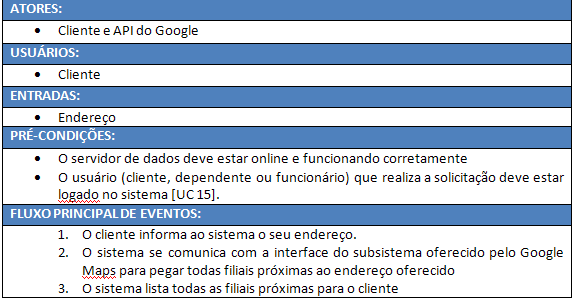 ATORES:
• Cliente e API do Google
USUÁRIOS:
• Cliente
ENTRADAS:
• Endereço
PRÉ-CONDIÇÕES:
• O servidor de dados deve estar online e funcionando corretamente
• O usuário (cliente, dependente ou funcionário) que realiza a solicitação deve estar
logado no sistema [UC 15].
FLUXO PRINCIPAL DE EVENTOS:
1. O cliente informa ao sistema o seu endereço.
2. O sistema se comunica com a interface do subsistema oferecido pelo Google
Maps para pegar todas filiais próximas ao endereço oferecido
3. O sistema lista todas as filiais próximas para o cliente